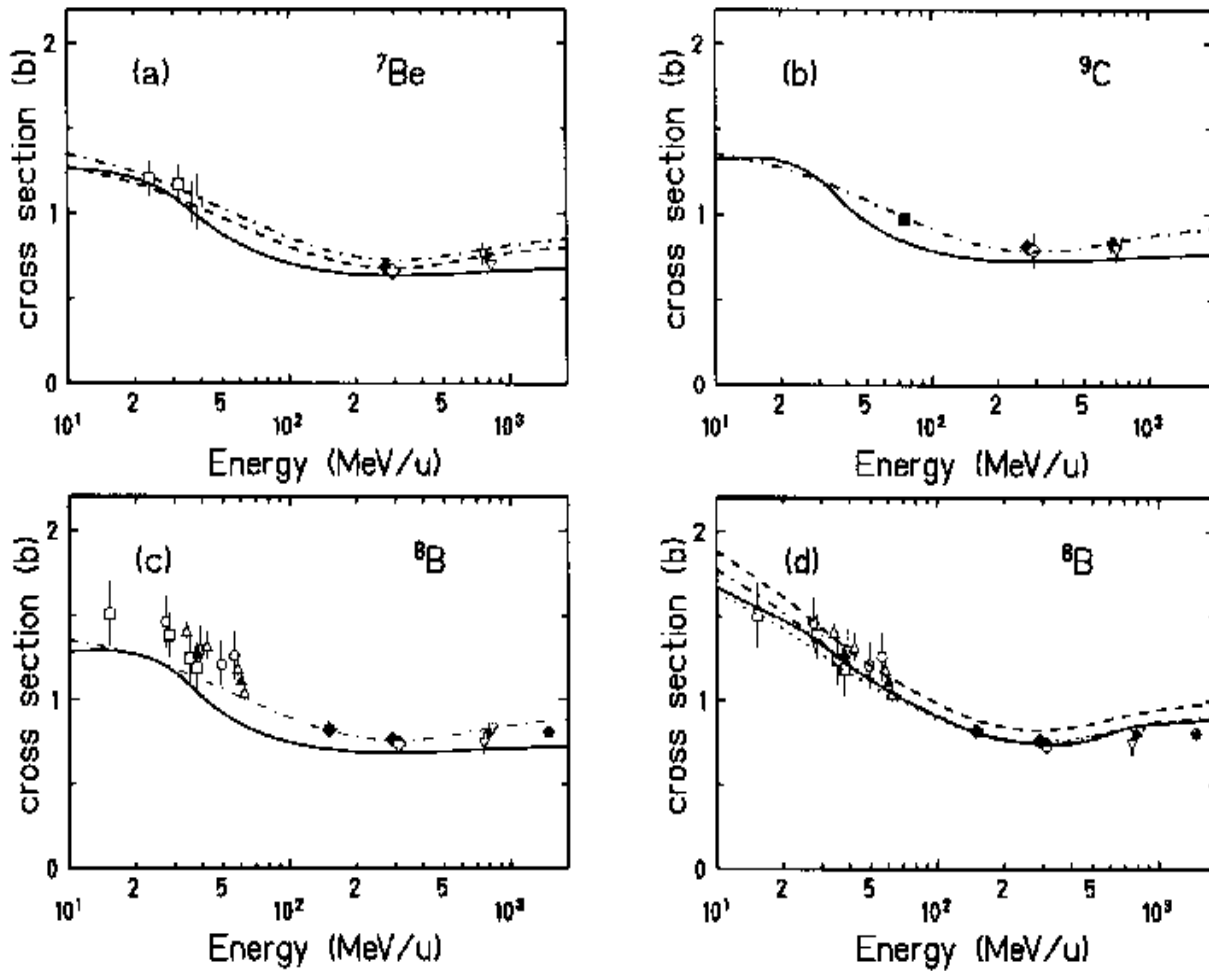 2
(a) ⁷Be
1
0
cross section (b)
2 5 2 5
10¹ 10² 10³
Energy (MeV/u)
2
(b) ⁹C
1
0
cross section (b)
2 5 2 5
10¹ 10² 10³
Energy (MeV/u)
2
(c) ⁸B
1
0
cross section (b)
2 5 2 5
10¹ 10² 10³
Energy (MeV/u)
2
(d) ⁸B
1
0
cross section (b)
2 5 2 5
10¹ 10² 10³
Energy (MeV/u)